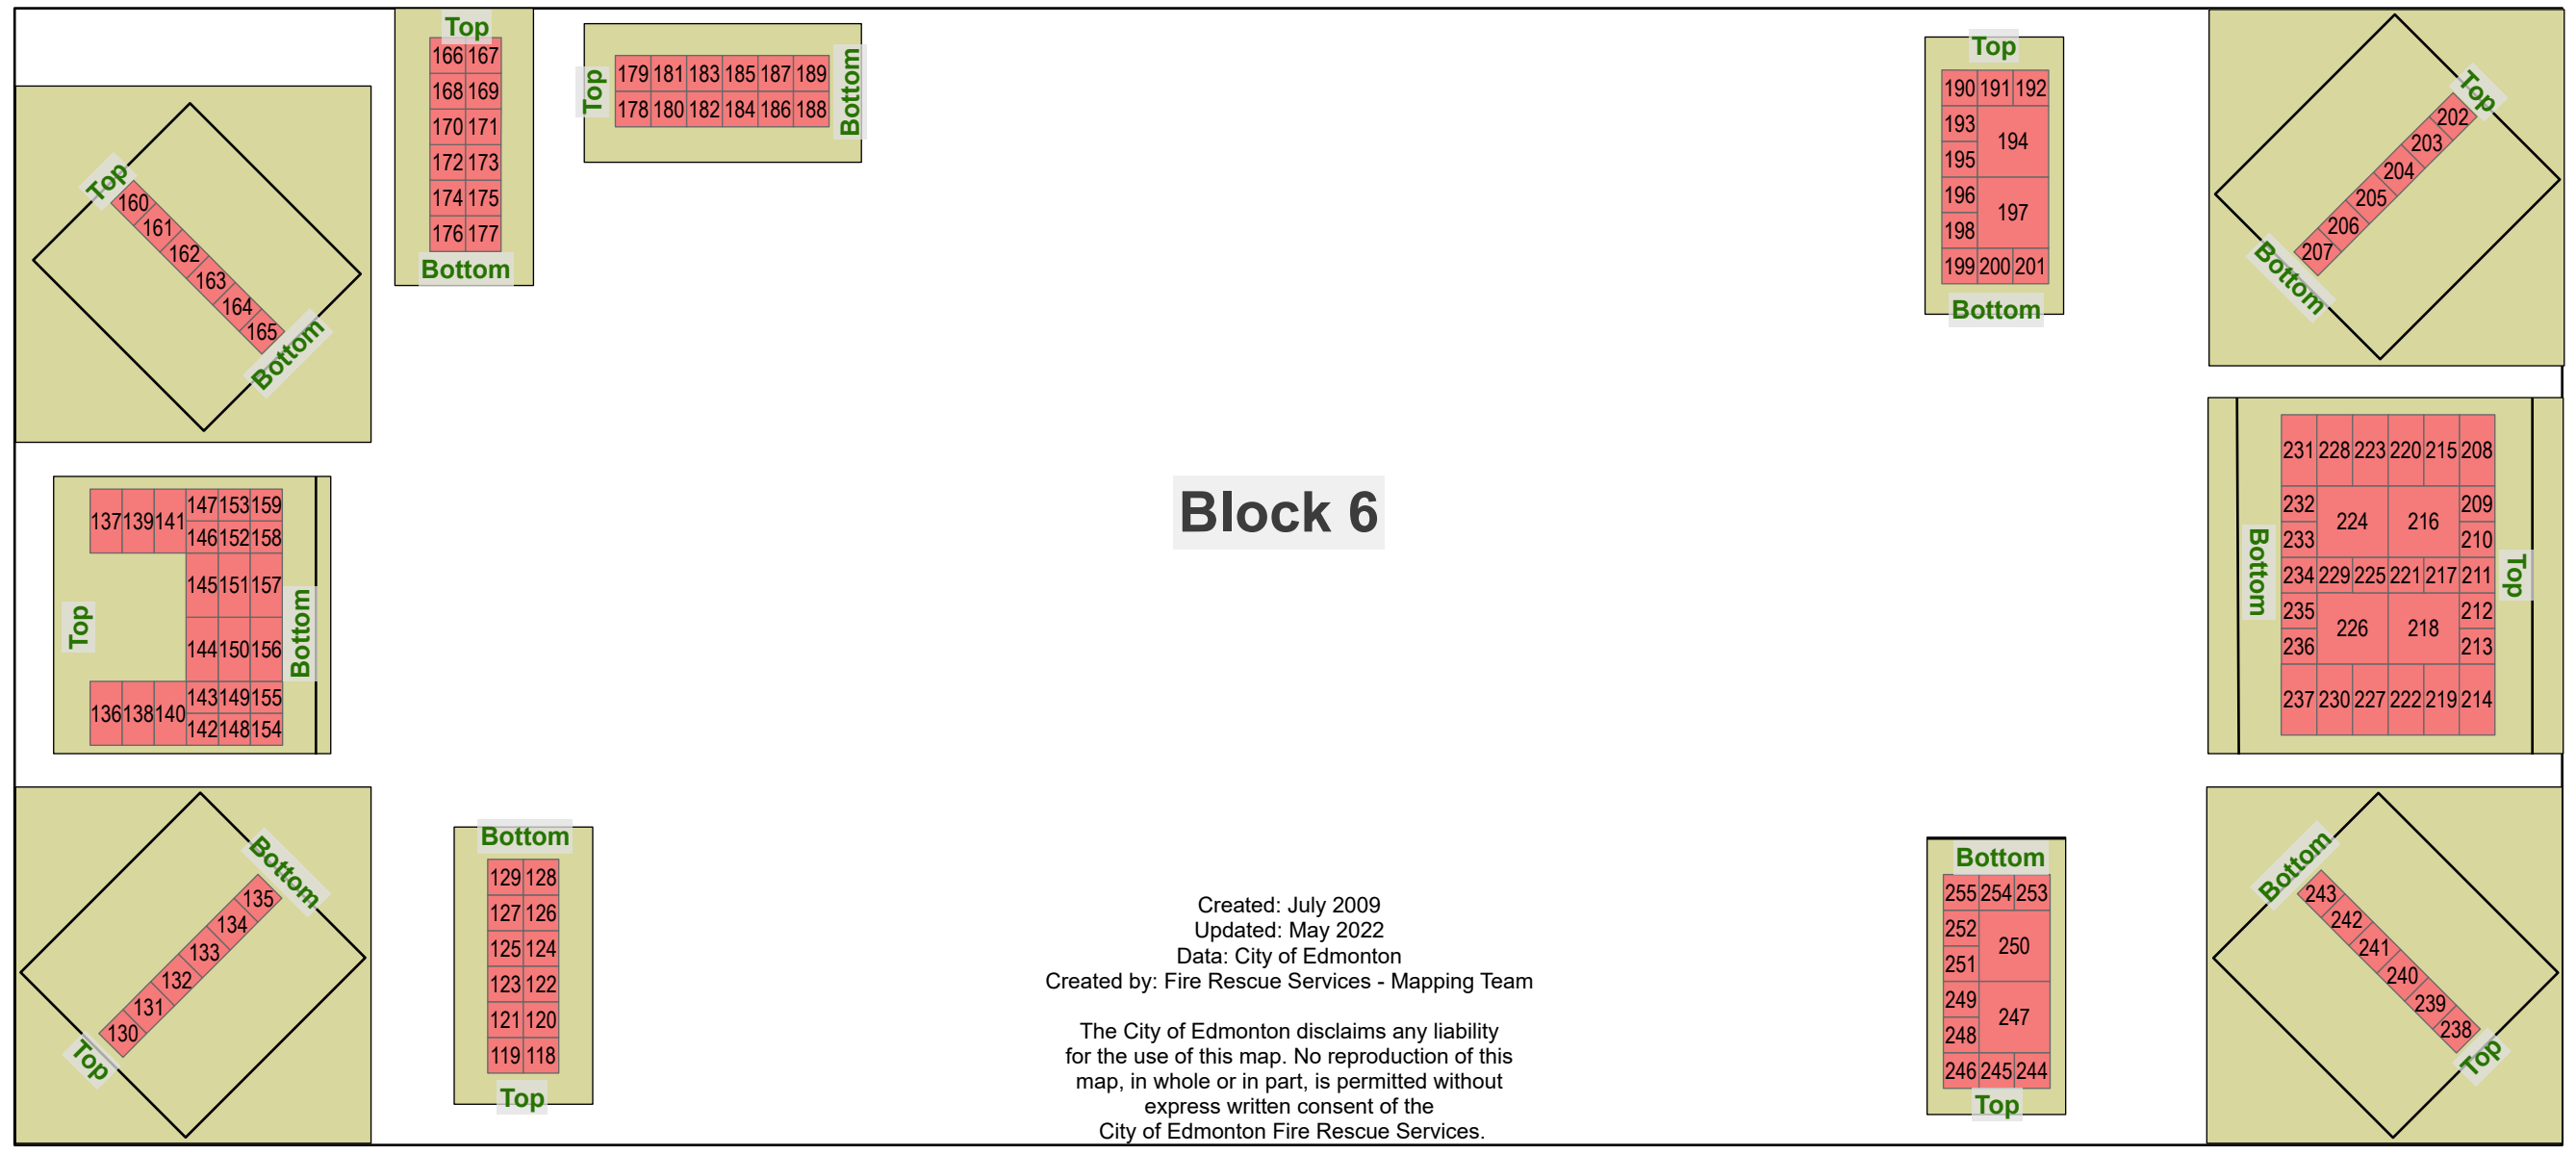 Top
166 167
168 169
170 171
172 173
174 175
176 177
Bottom
Top
179 181 183 185 187 189
178 180 182 184 186 188
Bottom
Top
190 191 192
193
194
195
196
197
198
199 200 201
Bottom
Top
202
203
204
205
206
207
Bottom
Top
160
161
162
163
164
165
Bottom
Top
137 139 141 147 153 159
146 152 158
145 151 157
144 150 156
136 138 140 143 149 155
142 148 154
Bottom
Block 6
Bottom
231 228 223 220 215 208
232 224 216 209
233 210
234 229 225 221 217 211
235 226 218 212
236 213
237 230 227 222 219 214
Top
Bottom
135
134
133
132
131
130
Top
Bottom
129 128
127 126
125 124
123 122
121 120
119 118
Top
Created: July 2009
Updated: May 2022
Data: City of Edmonton
Created by: Fire Rescue Services - Mapping Team
The City of Edmonton disclaims any liability
for the use of this map. No reproduction of this
map, in whole or in part, is permitted without
express written consent of the
City of Edmonton Fire Rescue Services.
Bottom
255 254 253
252
250
251
249
247
248
246 245 244
Top
Bottom
243
242
241
240
239
238
Top